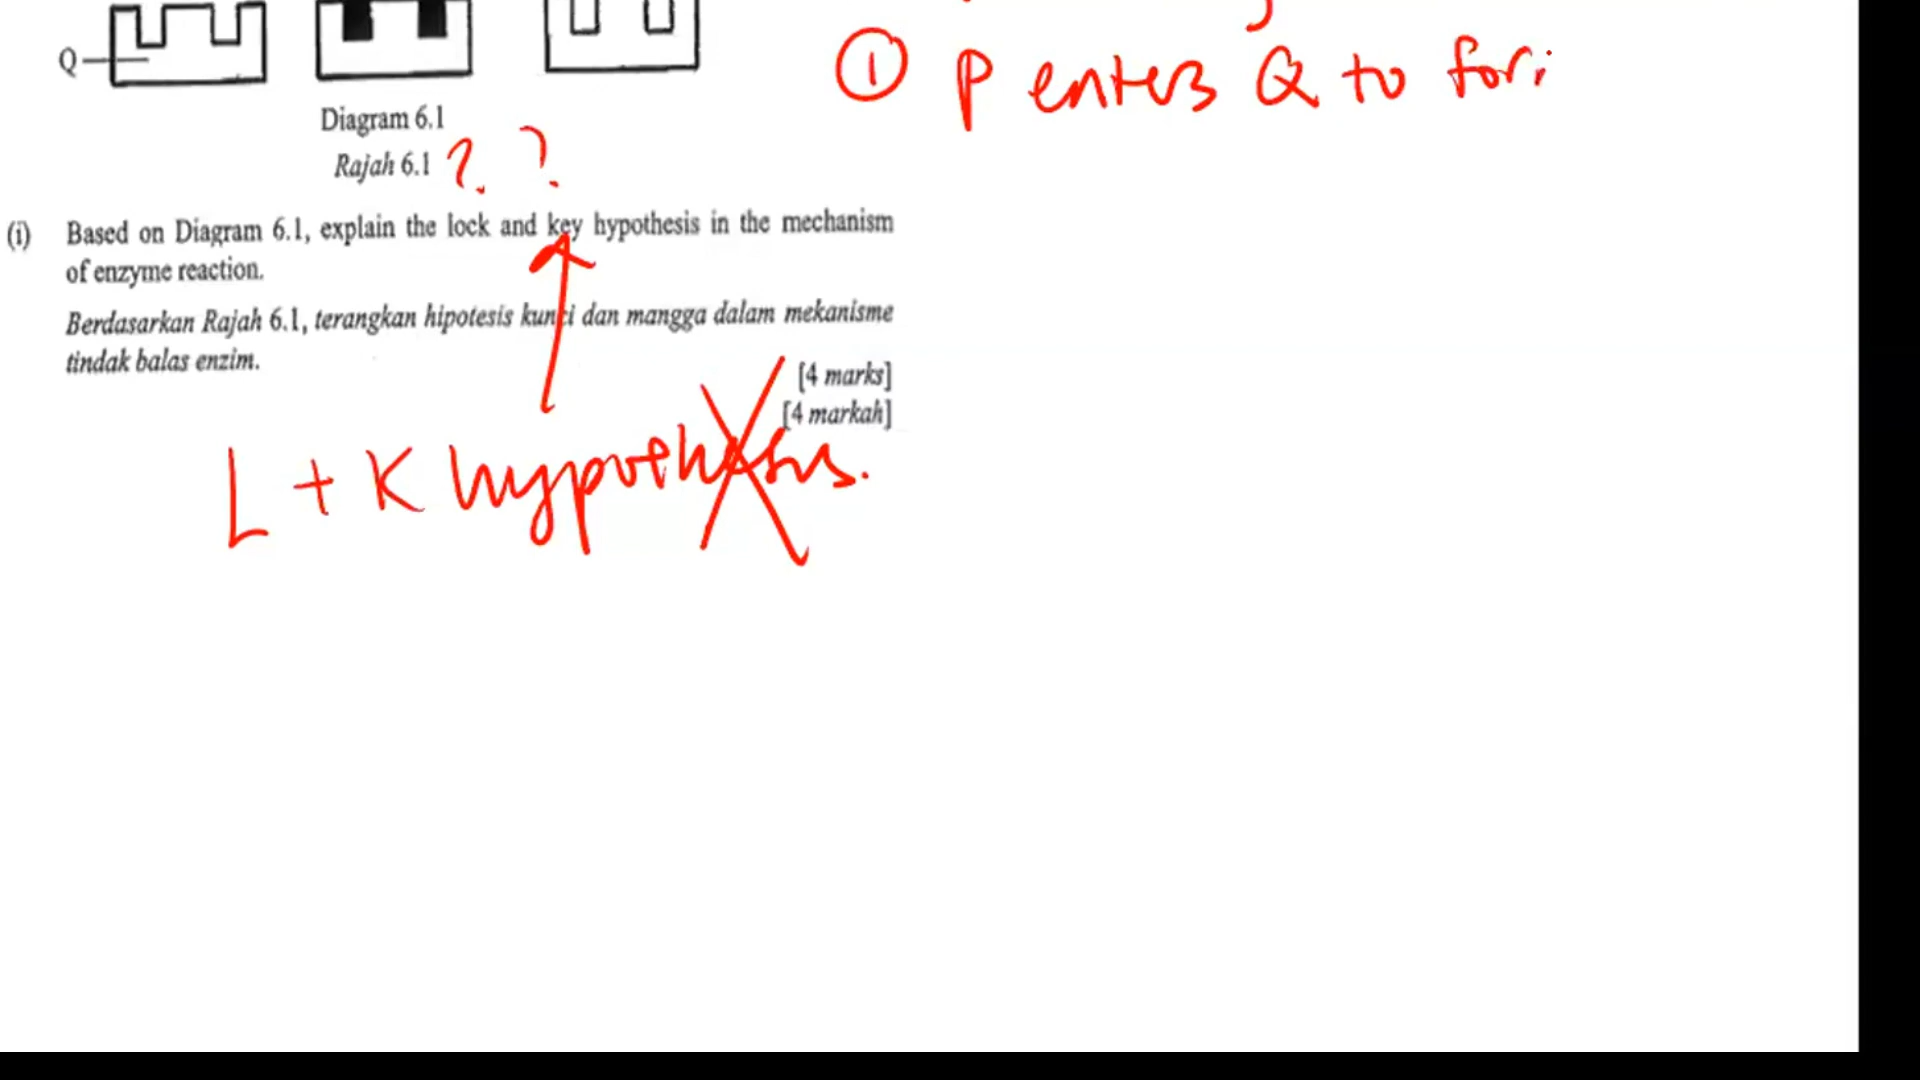 Q
① P enters Q to for
Diagram 6.1
Rajah 6.1 ? ?
(i) Based on Diagram 6.1, explain the lock and key hypothesis in the mechanism
of enzyme reaction.
Berdasarkan Rajah 6.1, terangkan hipotesis kunci dan mangga dalam mekanisme
tindak balas enzim.
[4 marks]
[4 markah]
L + K hypothesis.